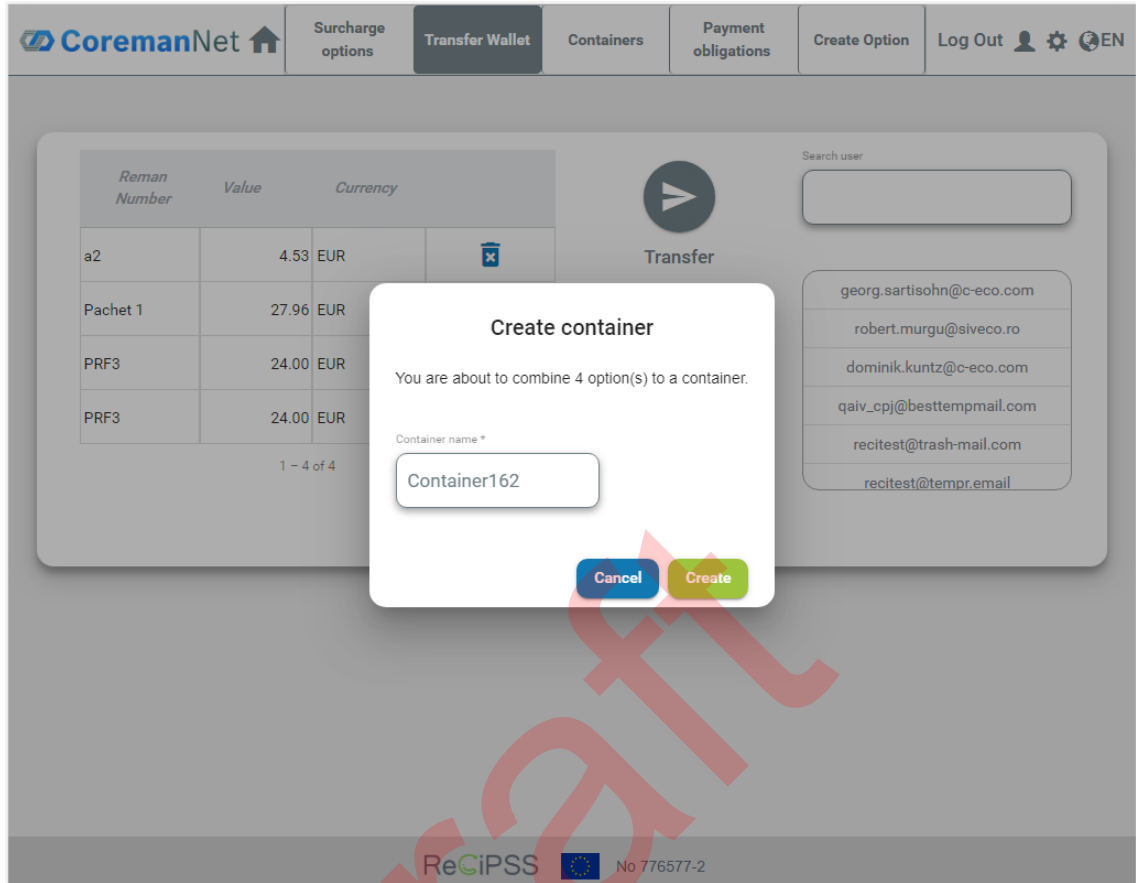 CoremanNet
Surcharge
options
Transfer Wallet
Containers
Payment
obligations
Create Option
Log Out
EN
Reman
Number
Value
Currency
a2
4.53
EUR
Pachet 1
27.96
EUR
PRF3
24.00
EUR
PRF3
24.00
EUR
1 – 4 of 4
Transfer
Search user
georg.sartisohn@c-eco.com
robert.murgu@siveco.ro
dominik.kuntz@c-eco.com
qaiv_cpj@besttempmail.com
recitest@trash-mail.com
recitest@tempr.email
Create container
You are about to combine 4 option(s) to a container.
Container name *
Container162
Cancel
Create
ReCiPSS
No 776577-2
raft